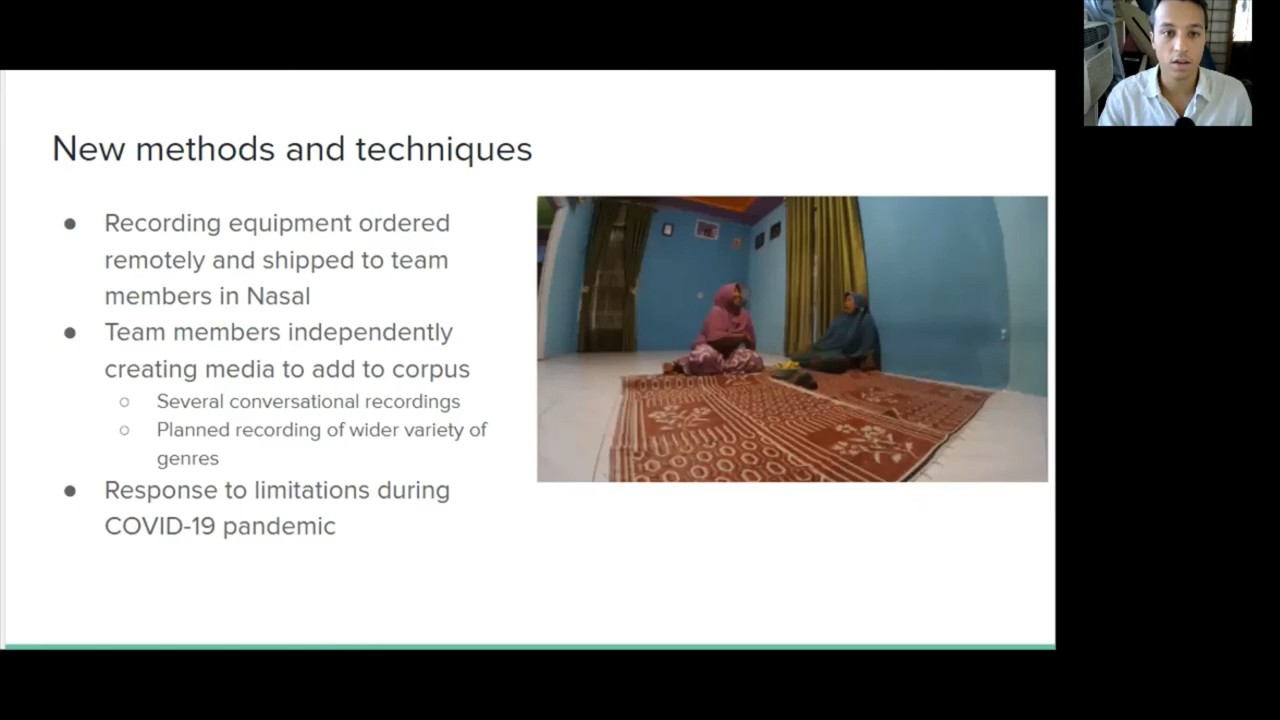 New methods and techniques
● Recording equipment ordered
remotely and shipped to team
members in Nasal
● Team members independently
creating media to add to corpus
○ Several conversational recordings
○ Planned recording of wider variety of
genres
● Response to limitations during
COVID-19 pandemic